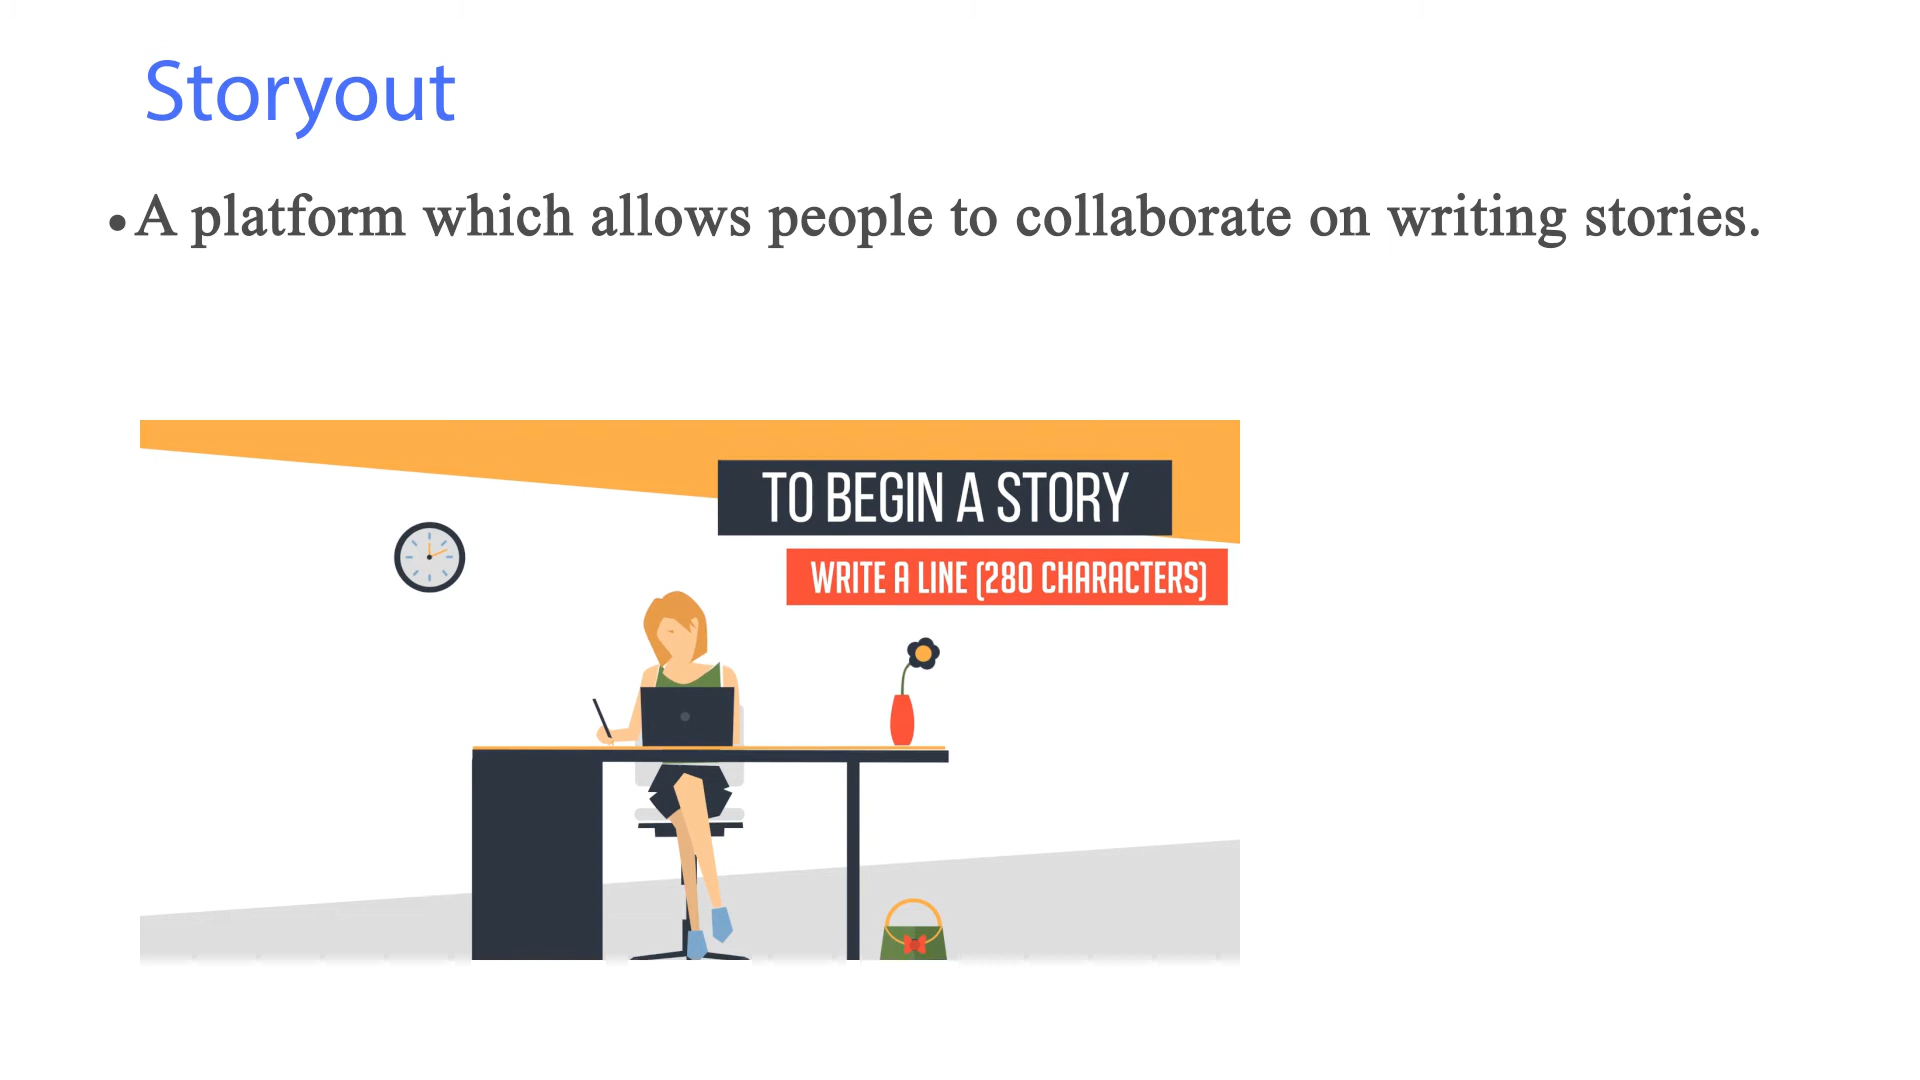 Storyout
• A platform which allows people to collaborate on writing stories.
TO BEGIN A STORY
WRITE A LINE (280 CHARACTERS)